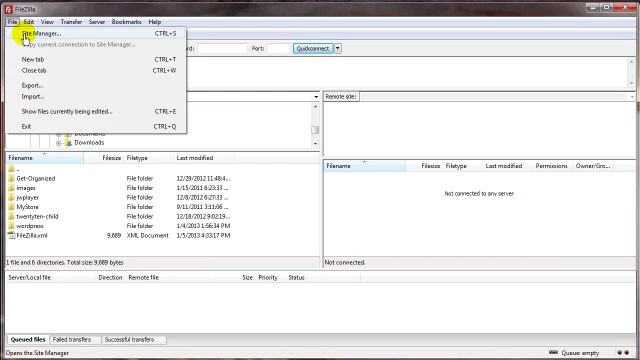 FileZilla
File Edit View Transfer Server Bookmarks Help
Site Manager... CTRL+S
Copy current connection to Site Manager...
New tab CTRL+T
Close tab CTRL+W
Export...
Import...
Show files currently being edited... CTRL+E
Exit CTRL+Q
Port: Quickconnect
Remote site:
Downloads
Filename Filesize Filetype Last modified
..
Get-Organized File folder 12/29/2012 11:48:4...
images File folder 1/15/2011 6:23:33 ...
jwplayer File folder 12/8/2012 6:27:13 ...
MyStore File folder 9/11/2011 3:06:31 ...
twentyten-child File folder 12/18/2012 9:02:19...
wordpress File folder 1/4/2013 1:56:34 PM
FileZilla.xml 9,689 XML Document 1/5/2013 4:33:17 PM
1 file and 6 directories. Total size: 9,689 bytes
Filename Filesize Filetype Last modified Permissions Owner/Gro...
Not connected to any server
Not connected.
Server/Local file Direction Remote file Size Priority Status
Queued files Failed transfers Successful transfers
Opens the Site Manager Queue: empty